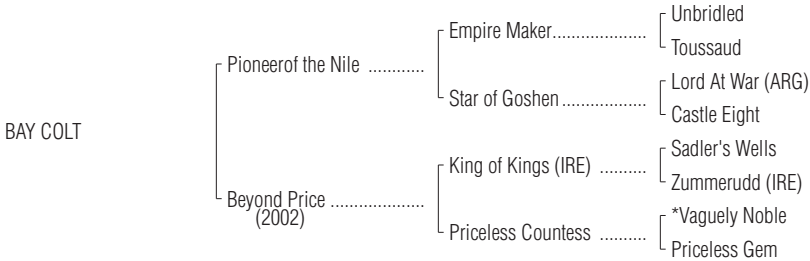 Unbridled
Empire Maker....................
Toussaud
Pioneerof the Nile ............
Lord At War (ARG)
Star of Goshen..................
Castle Eight
BAY COLT
Sadler's Wells
King of Kings (IRE) ..........
Zummerudd (IRE)
Beyond Price ....................
(2002)
*Vaguely Noble
Priceless Countess ..........
Priceless Gem